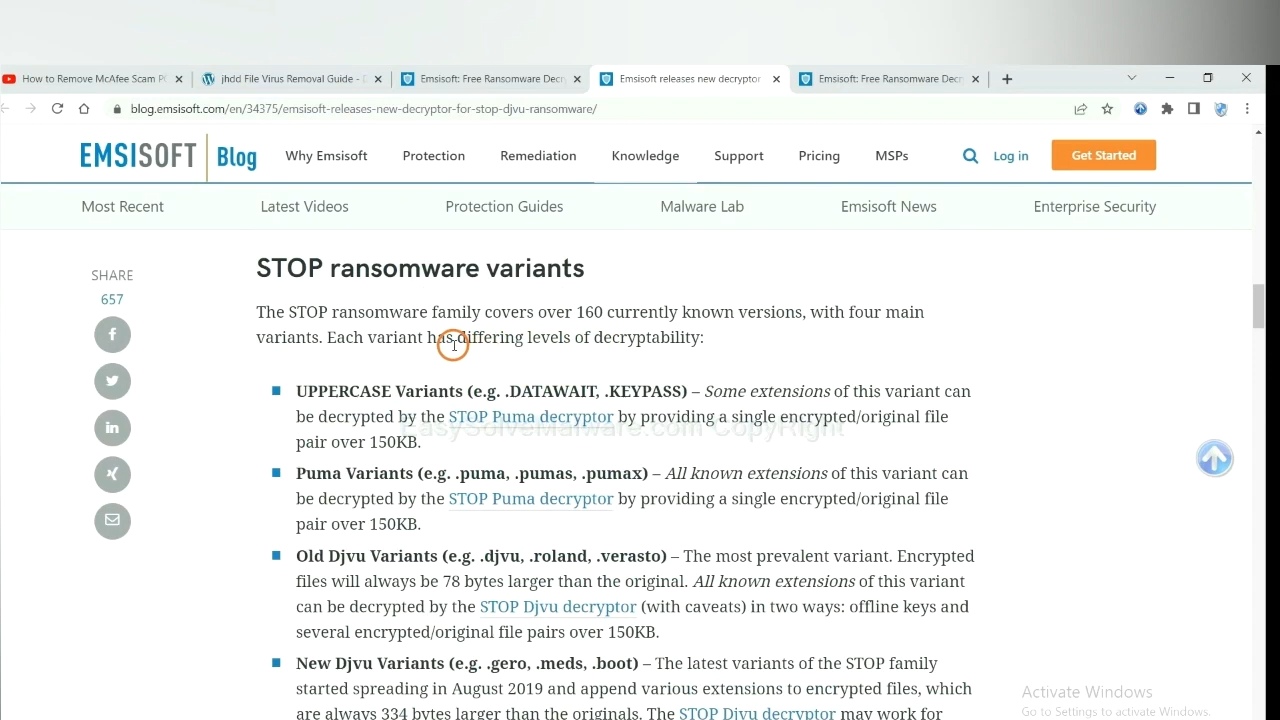 How to Remove McAfee Scam P
jhdd File Virus Removal Guide -
Emsisoft: Free Ransomware Decr
Emsisoft releases new decryptor
Emsisoft: Free Ransomware Decr
blog.emsisoft.com/en/34375/emsisoft-releases-new-decryptor-for-stop-djvu-ransomware/
EMSISOFT Blog Why Emsisoft Protection Remediation Knowledge Support Pricing MSPs Log in Get Started
Most Recent Latest Videos Protection Guides Malware Lab Emsisoft News Enterprise Security
SHARE
657
STOP ransomware variants
The STOP ransomware family covers over 160 currently known versions, with four main
variants. Each variant has differing levels of decryptability:
UPPERCASE Variants (e.g. .DATAWAIT, .KEYPASS) – Some extensions of this variant can
be decrypted by the STOP Puma decryptor by providing a single encrypted/original file
pair over 150KB.
EasySolveMalware.com CopyRight
Puma Variants (e.g. .puma, .pumas, .pumax) – All known extensions of this variant can
be decrypted by the STOP Puma decryptor by providing a single encrypted/original file
pair over 150KB.
Old Djvu Variants (e.g. .djvu, .roland, .verasto) – The most prevalent variant. Encrypted
files will always be 78 bytes larger than the original. All known extensions of this variant
can be decrypted by the STOP Djvu decryptor (with caveats) in two ways: offline keys and
several encrypted/original file pairs over 150KB.
New Djvu Variants (e.g. .gero, .meds, .boot) – The latest variants of the STOP family
started spreading in August 2019 and append various extensions to encrypted files, which
are always 334 bytes larger than the originals. The STOP Djvu decryptor may work for
Activate Windows
Go to Settings to activate Windows.